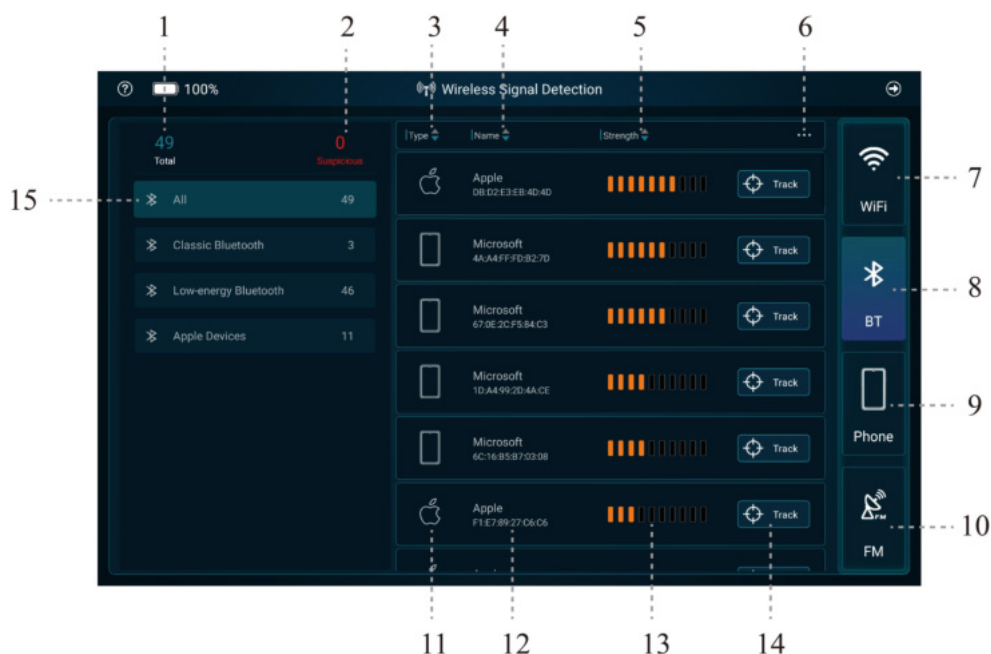 1 2 3 4 5 6
? 100% Wireless Signal Detection
49 0
Total Suspicious
Type Name Strength ...
All 49
Classic Bluetooth 3
Low-energy Bluetooth 46
Apple Devices 11
Apple
DB:D2:E3:EB:4D:4D
Track
Microsoft
4A:A4:FF:FD:B2:7D
Track
Microsoft
67:0E:2C:F5:84:C3
Track
Microsoft
1D:A4:99:2D:4A:CE
Track
Microsoft
6C:16:B5:B7:03:08
Track
Apple
F1:E7:89:27:C6:C6
Track
WiFi
BT
Phone
FM
FM
15
7
8
9
10
11 12 13 14